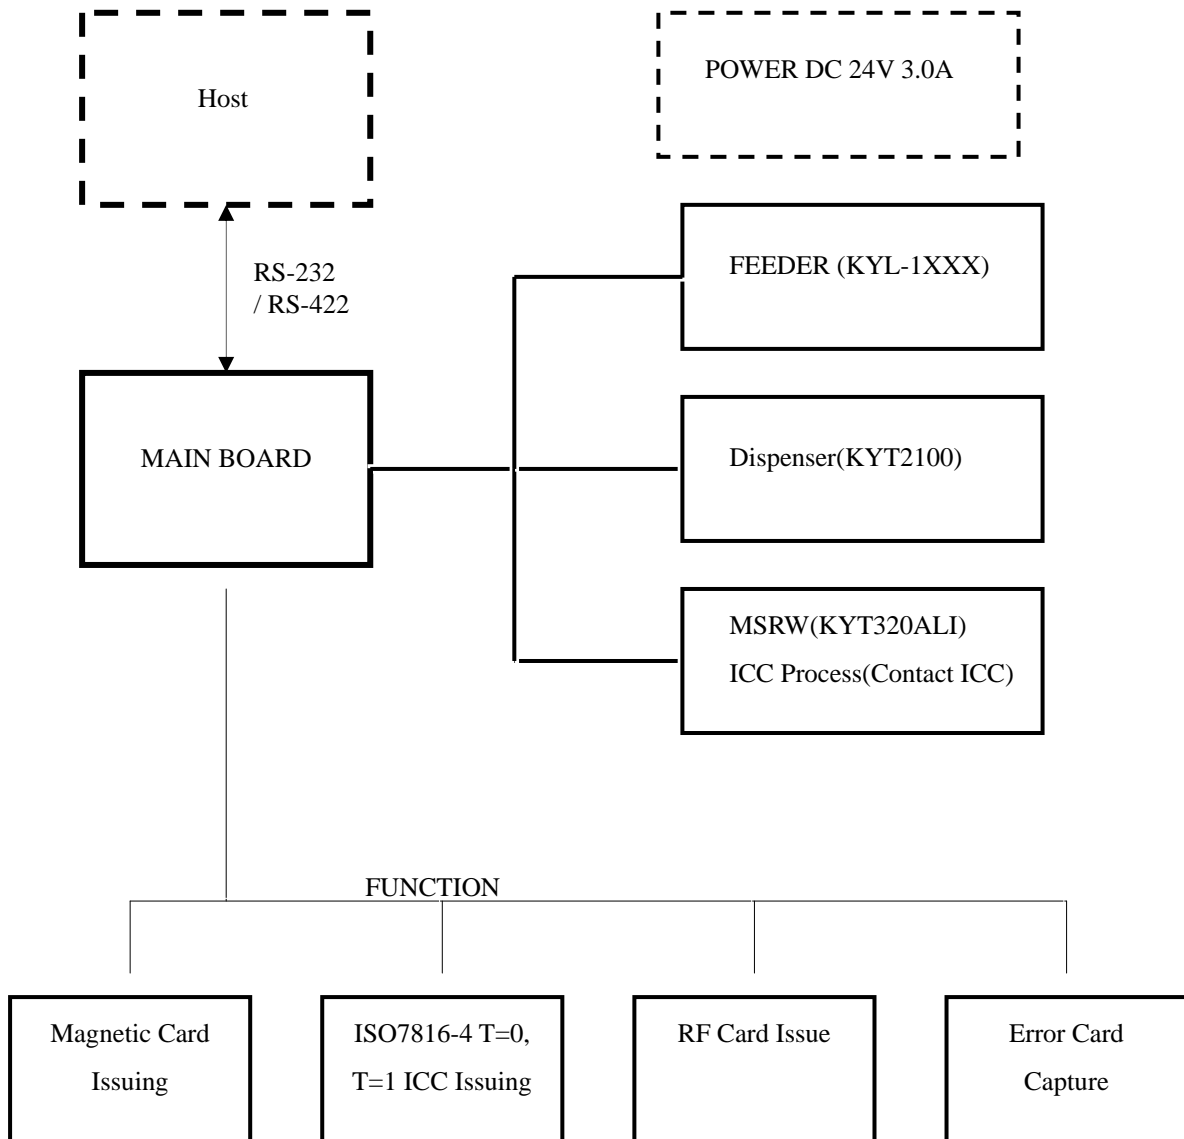 Host
POWER DC 24V 3.0A
RS-232
/ RS-422
FEEDER (KYL-1XXX)
MAIN BOARD
Dispenser(KYT2100)
MSRW(KYT320ALI)
ICC Process(Contact ICC)
FUNCTION
Magnetic Card
Issuing
ISO7816-4 T=0,
T=1 ICC Issuing
RF Card Issue
Error Card
Capture